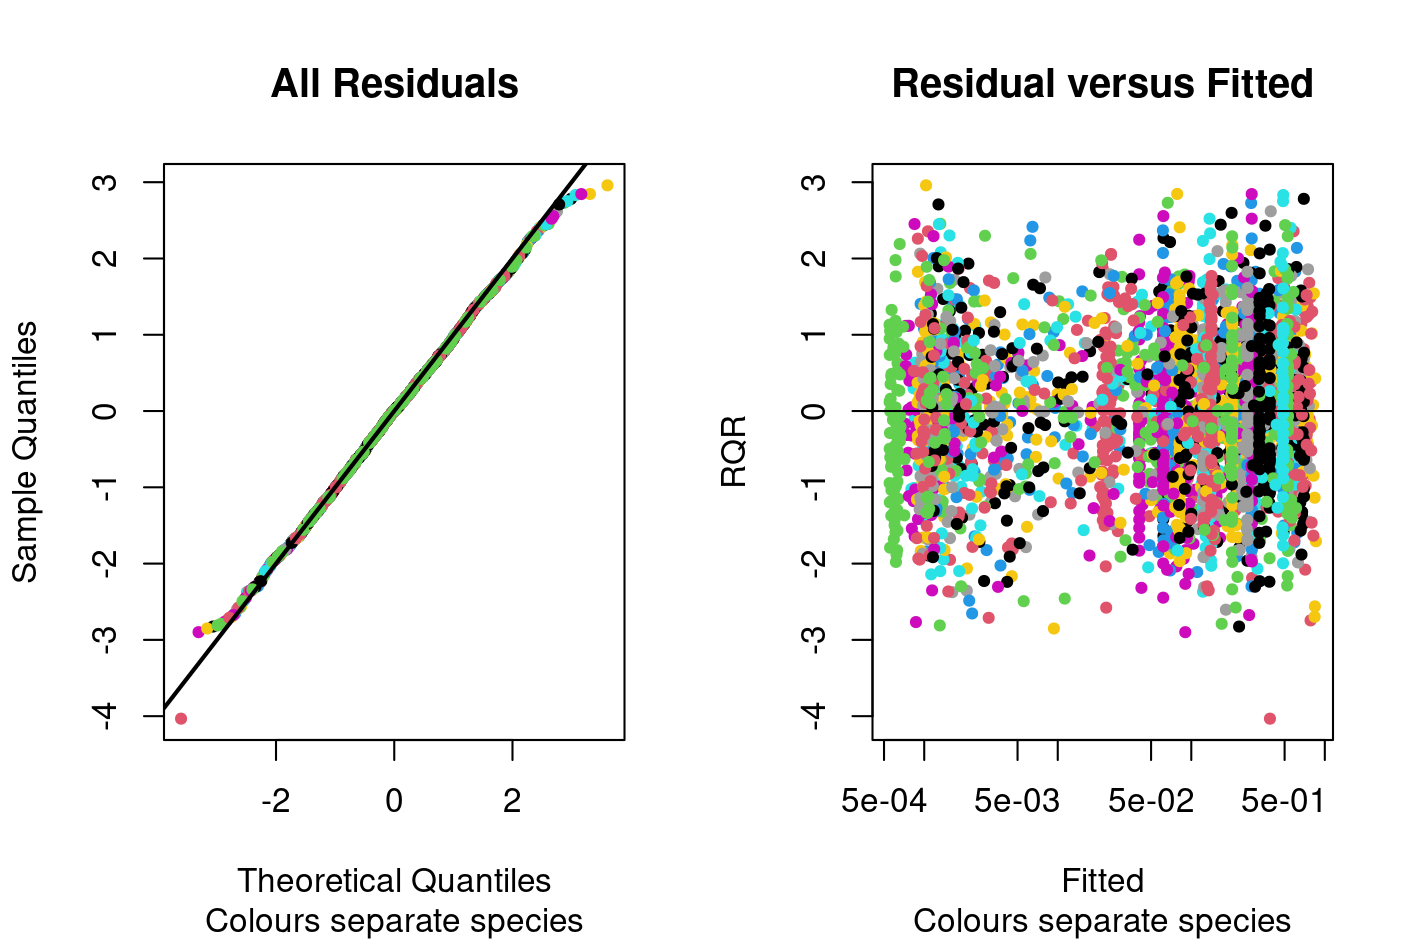 All Residuals
3
2
1
0
-1
-2
-3
-4
Sample Quantiles
-2 0 2
Theoretical Quantiles
Colours separate species
Residual versus Fitted
3
2
1
0
-1
-2
-3
-4
RQR
5e-04 5e-03 5e-02 5e-01
Fitted
Colours separate species